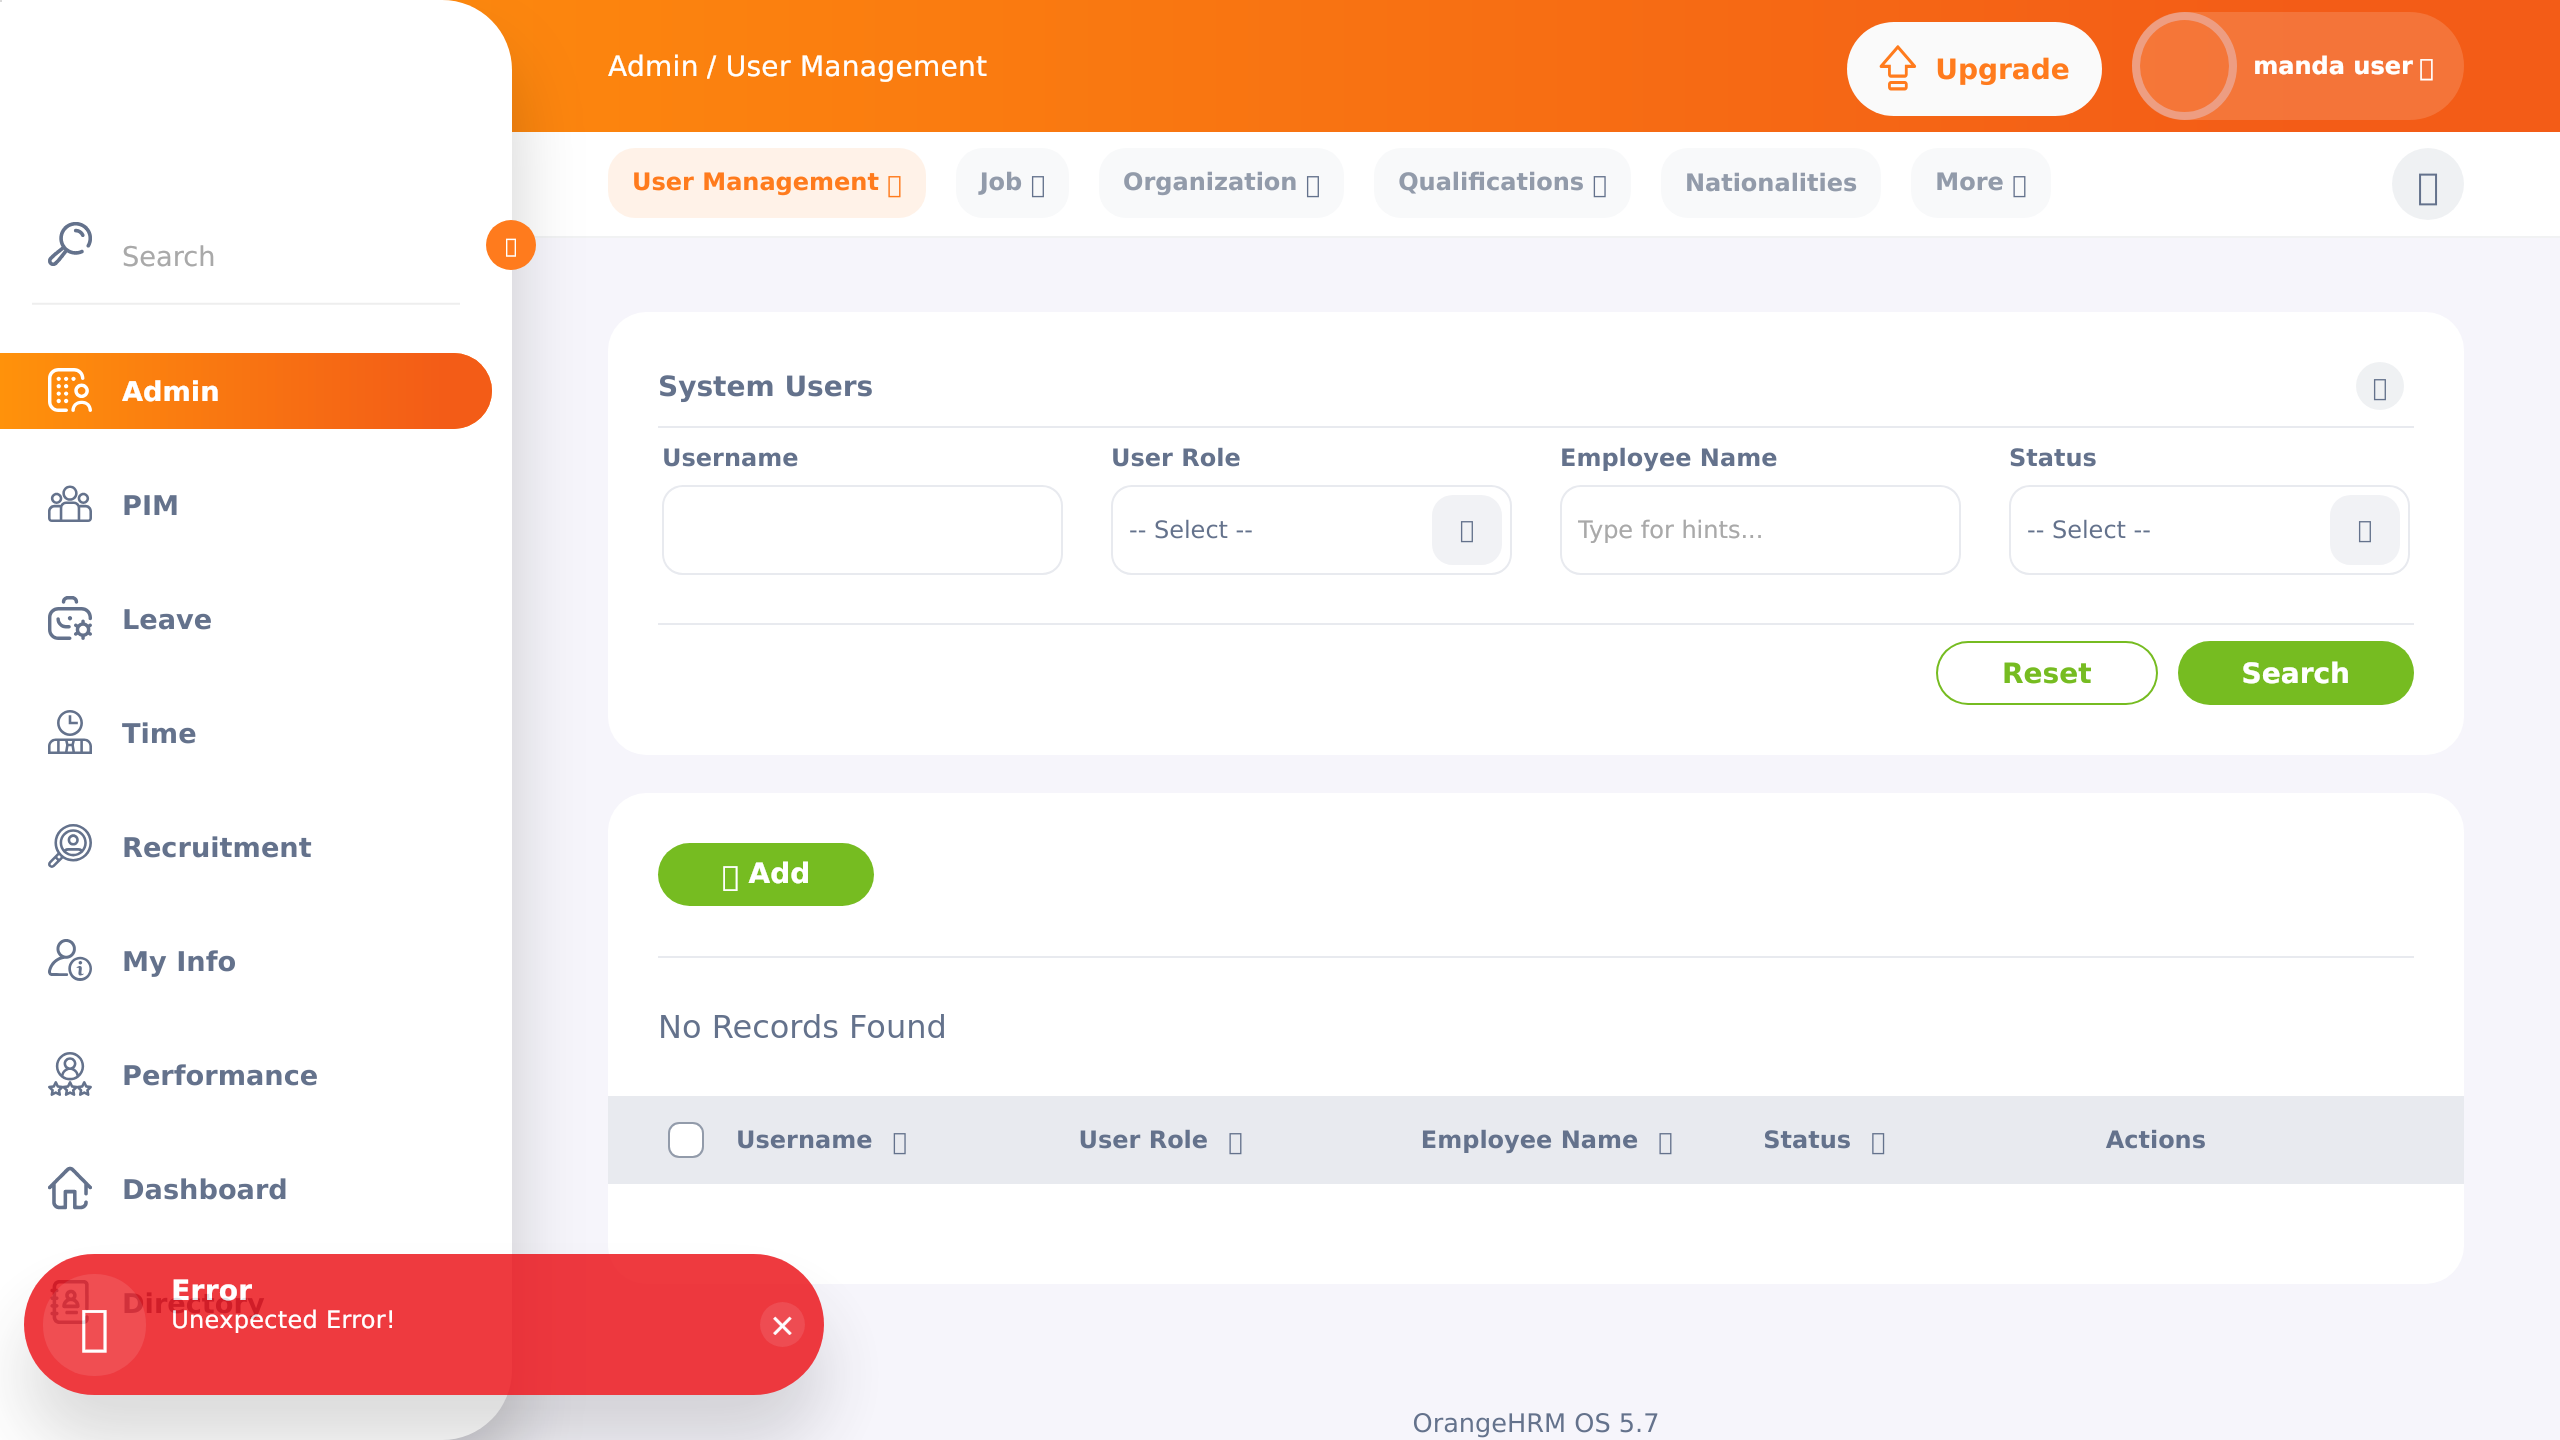 Admin / User Management
Upgrade
manda user
User Management
Job
Organization
Qualifications
Nationalities
More
Search
Admin
PIM
Leave
Time
Recruitment
My Info
Performance
Dashboard
Directory
System Users
Username
User Role
Employee Name
Status
-- Select --
Type for hints...
-- Select --
Reset
Search
Add
No Records Found
Username
User Role
Employee Name
Status
Actions
Error
Unexpected Error!
OrangeHRM OS 5.7